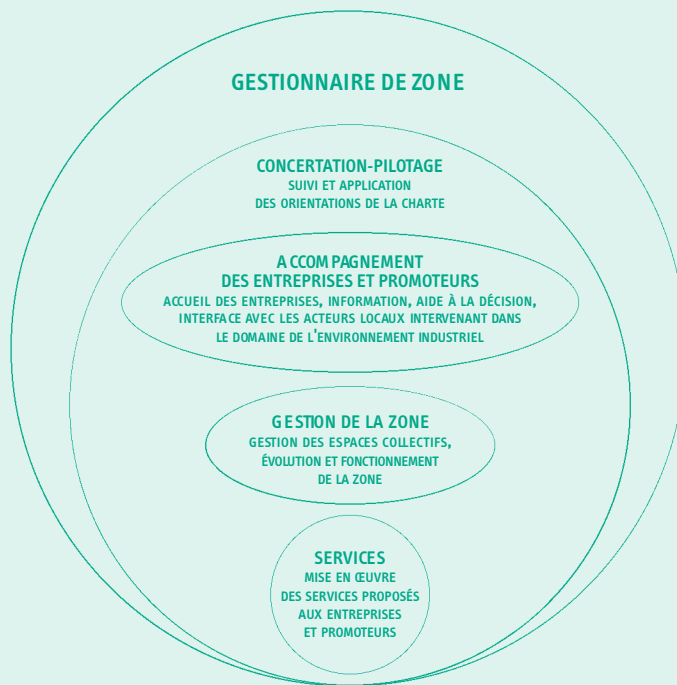 GESTIONNAIRE DE ZONE
CONCERTATION-PILOTAGE
SUIVI ET APPLICATION
DES ORIENTATIONS DE LA CHARTE
ACCOMPAGNEMENT
DES ENTREPRISES ET PROMOTEURS
ACCUEIL DES ENTREPRISES, INFORMATION, AIDE À LA DÉCISION,
INTERFACE AVEC LES ACTEURS LOCAUX INTERVENANT DANS
LE DOMAINE DE L'ENVIRONNEMENT INDUSTRIEL
GESTION DE LA ZONE
GESTION DES ESPACES COLLECTIFS,
ÉVOLUTION ET FONCTIONNEMENT
DE LA ZONE
SERVICES
MISE EN ŒUVRE
DES SERVICES PROPOSÉS
AUX ENTREPRISES
ET PROMOTEURS